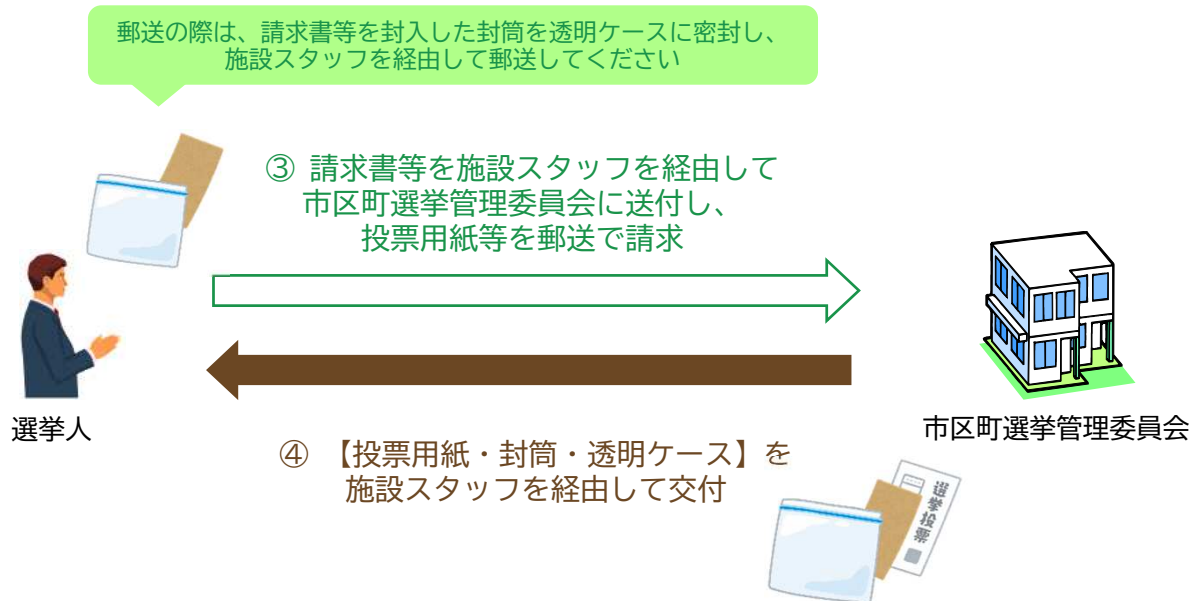 郵送の際は、請求書等を封入した封筒を透明ケースに密封し、
施設スタッフを経由して郵送してください
③ 請求書等を施設スタッフを経由して
市区町選挙管理委員会に送付し、
投票用紙等を郵送で請求
選挙人
市区町選挙管理委員会
④ 【投票用紙・封筒・透明ケース】を
施設スタッフを経由して交付
選挙投票